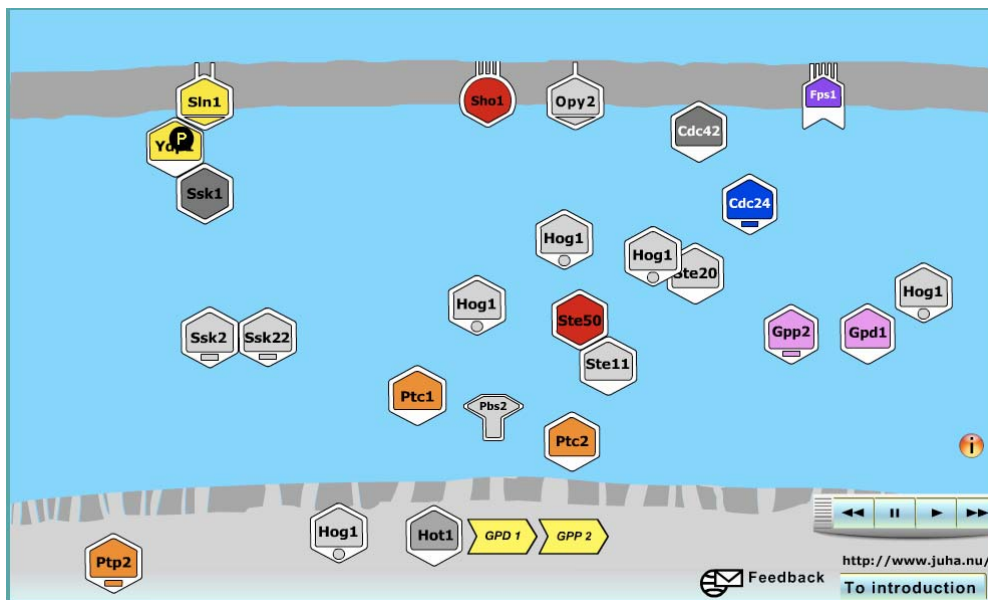 Sln1
Sho1
Opy2
Fps1
Cdc42
P
Ssk1
Cdc24
Hog1
Hog1
Ste20
Hog1
Hog1
Ssk2
Ssk22
Ste50
Gpp2
Gpd1
Ste11
Ptc1
Pbs2
Ptc2
i
Hog1
Hot1
GPD 1
GPP 2
Ptp2
http://www.juha.nu/
Feedback
To introduction